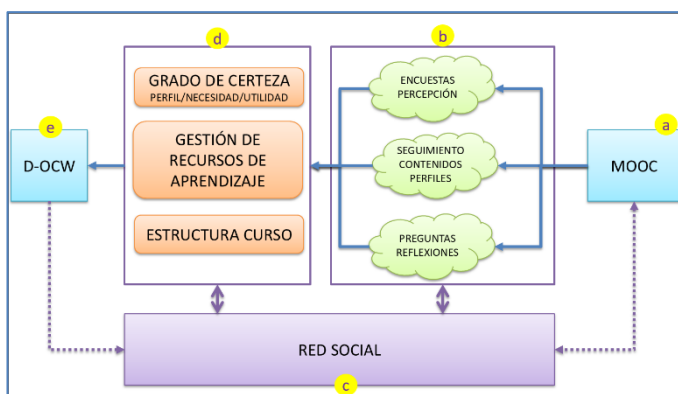 d
b
GRADO DE CERTEZA
PERFIL/NECESIDAD/UTILIDAD
ENCUESTAS
PERCEPCIÓN
e
a
D-OCW
GESTIÓN DE
RECURSOS DE
APRENDIZAJE
SEGUIMIENTO
CONTENIDOS
PERFILES
MOOC
ESTRUCTURA CURSO
PREGUNTAS
REFLEXIONES
RED SOCIAL
c